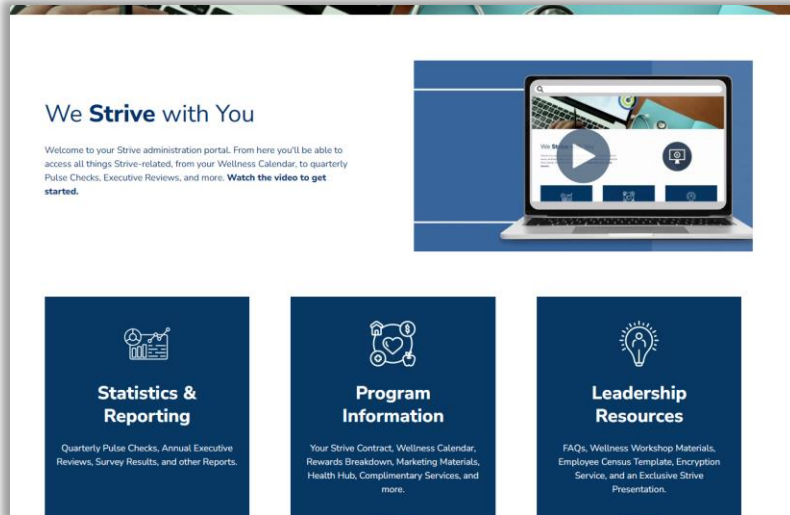 We Strive with You
Welcome to your Strive administration portal. From here you'll be able to
access all things Strive-related, from your Wellness Calendar, to quarterly
Pulse Checks, Executive Reviews, and more. Watch the video to get
started.
Statistics &
Reporting
Quarterly Pulse Checks, Annual Executive
Reviews, Survey Results, and other Reports.
Program
Information
Your Strive Contract, Wellness Calendar,
Rewards Breakdown, Marketing Materials,
Health Hub, Complimentary Services, and
more.
Leadership
Resources
FAQs, Wellness Workshop Materials,
Employee Census Template, Encryption
Service, and an Exclusive Strive
Presentation.